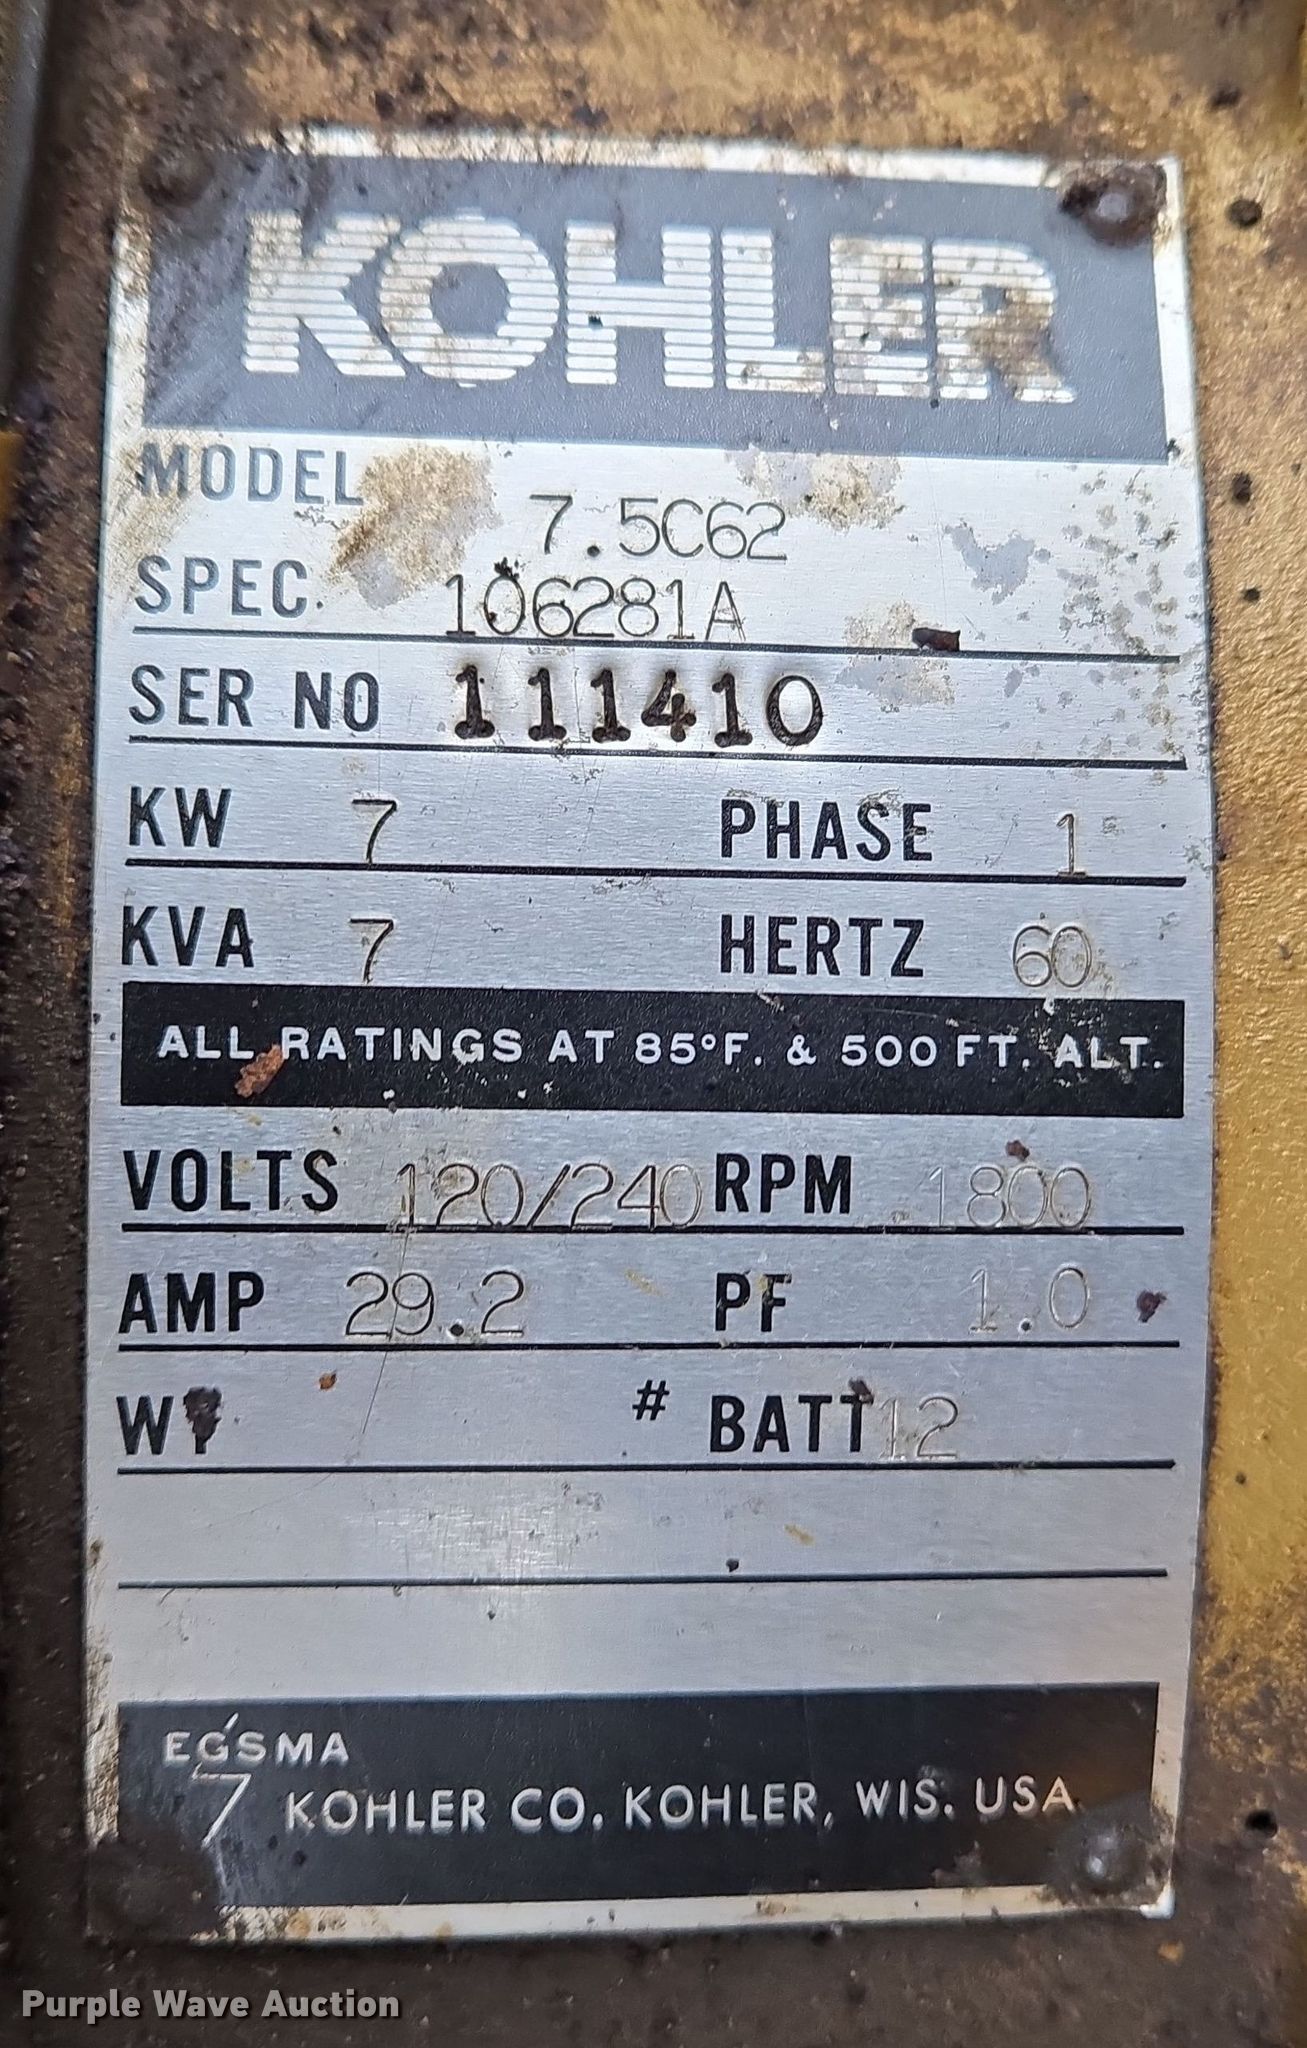 KOHLER
MODEL 7.5C62
SPEC. 106281A
SER NO 111410
KW 7 PHASE 1
KVA 7 HERTZ 60
ALL RATINGS AT 85°F. & 500 FT. ALT.
VOLTS 120/240 RPM 1800
AMP 29.2 PF 1.0
# BATT 12
EGSMA
7 KOHLER CO. KOHLER, WIS. USA
Purple Wave Auction